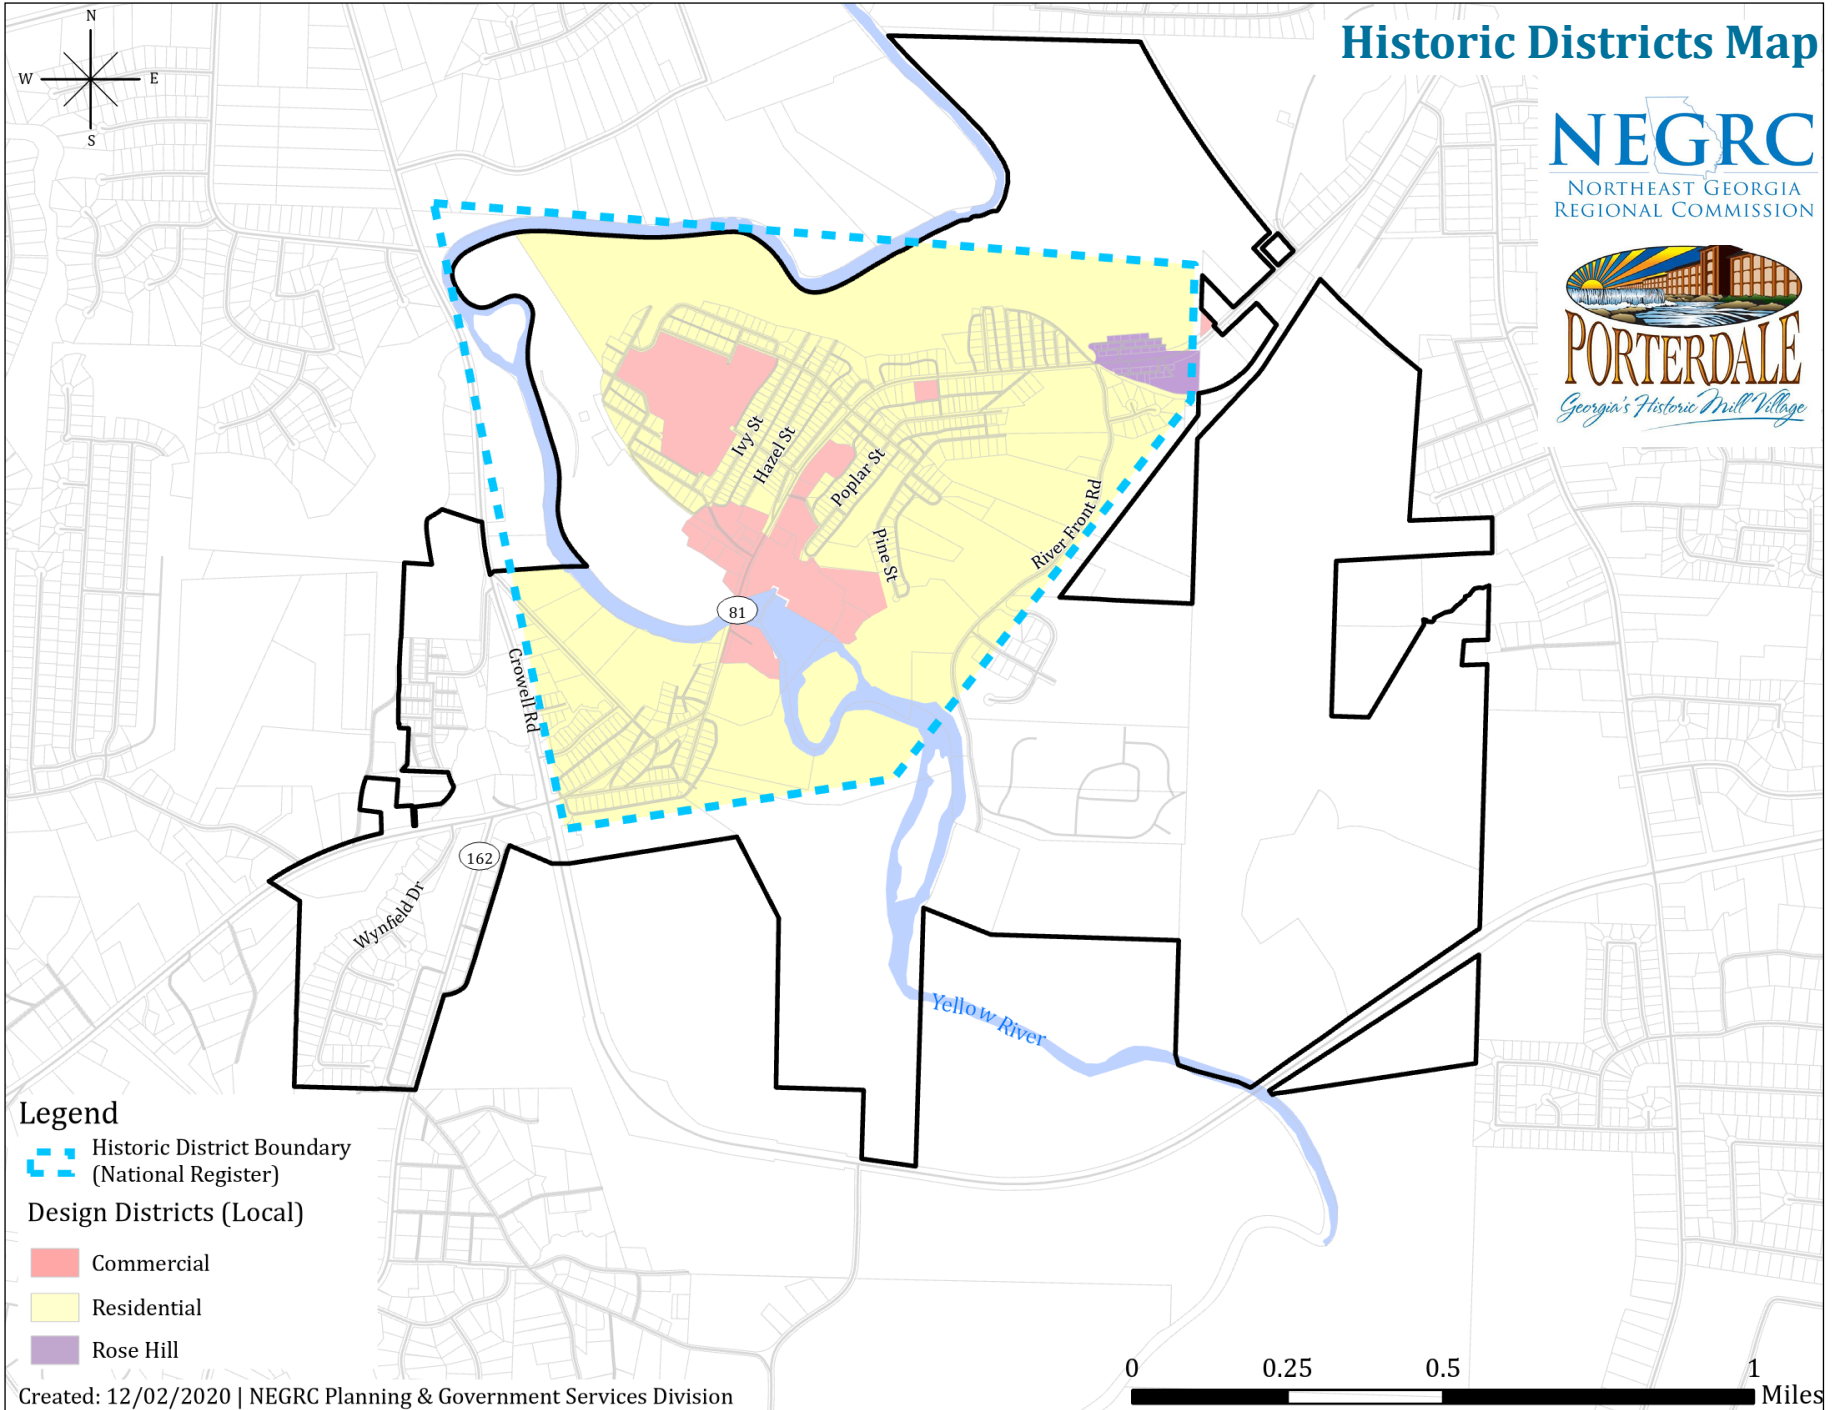 Historic Districts Map
N
W E
S
NEGRC
NORTHEAST GEORGIA
REGIONAL COMMISSION
PORTERDALE
Georgia's Historic Mill Village
Ivy St
Hazel St
Poplar St
Pine St
River Front Rd
81
Crowell Rd
162
Wynfield Dr
Yellow River
Legend
Historic District Boundary
(National Register)
Design Districts (Local)
Commercial
Residential
Rose Hill
Created: 12/02/2020 | NEGRC Planning & Government Services Division
0 0.25 0.5 1
Miles